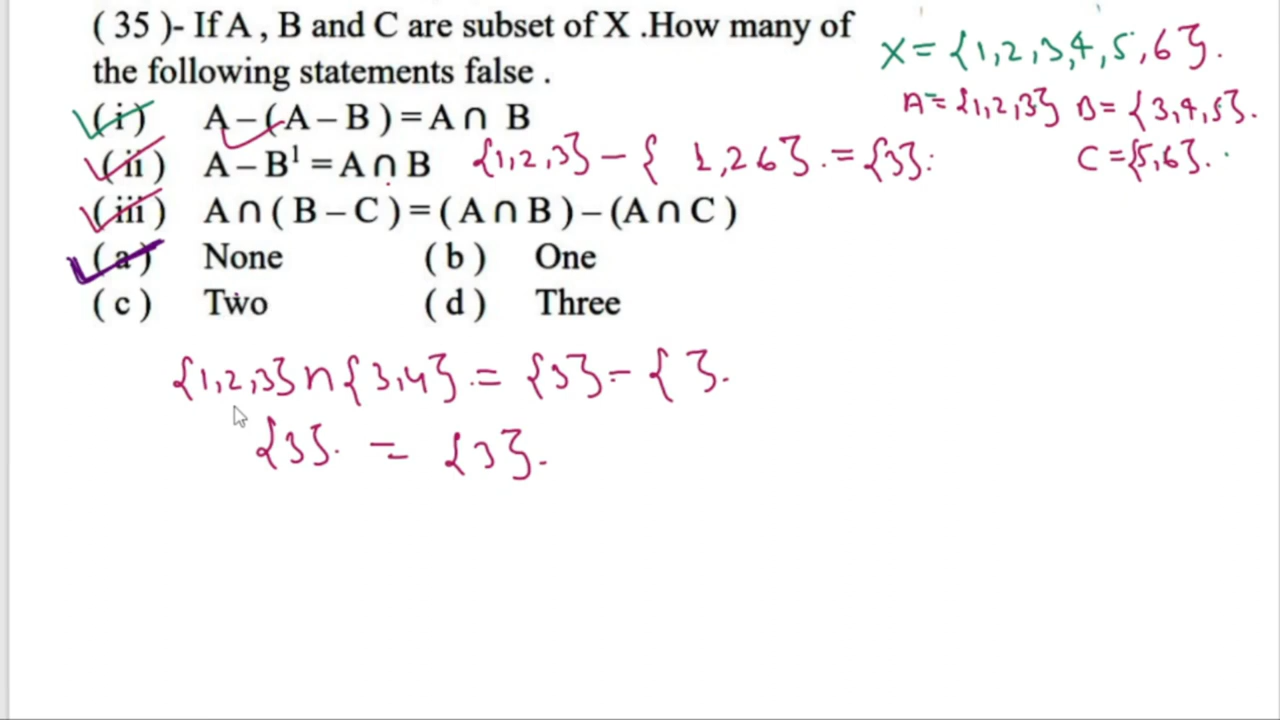 ( 35 )- If A , B and C are subset of X .How many of
the following statements false .
X = {1,2,3,4,5,6}.
A = {1,2,3} B = {3,4,5}.
C = {5,6}.
(i) A – (A – B ) = A ∩ B
(ii ) A – B¹ = A ∩ B {1,2,3} – { 1,2 6} . = {3}.
(iii ) A ∩ ( B – C ) = ( A ∩ B ) – (A ∩ C )
( a ) None ( b ) One
( c ) Two ( d ) Three
{1,2,3} ∩ {3,4} = {3} – { }.
{3}. = {3}.